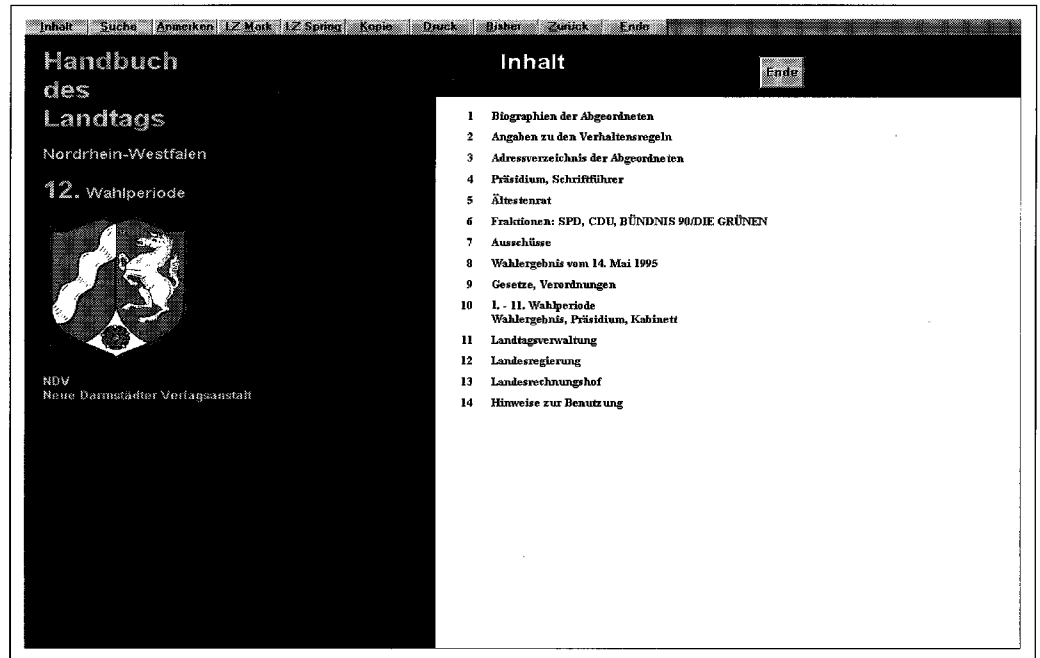 Inhalt Suche Anmerken LZ Mark LZ Spring Kopie Druck Bisher Zurück Ende
Handbuch
des
Landtags
Nordrhein-Westfalen
12. Wahlperiode
NDV
Neue Darmstädter Verlagsanstalt
Inhalt
Ende
1 Biographien der Abgeordneten
2 Angaben zu den Verhaltensregeln
3 Adressverzeichnis der Abgeordneten
4 Präsidium, Schriftführer
5 Ältestenrat
6 Fraktionen: SPD, CDU, BÜNDNIS 90/DIE GRÜNEN
7 Ausschüsse
8 Wahlergebnis vom 14. Mai 1995
9 Gesetze, Verordnungen
10 1. - 11. Wahlperiode
Wahlergebnis, Präsidium, Kabinett
11 Landtagsverwaltung
12 Landesregierung
13 Landesrechnungshof
14 Hinweise zur Benutzung